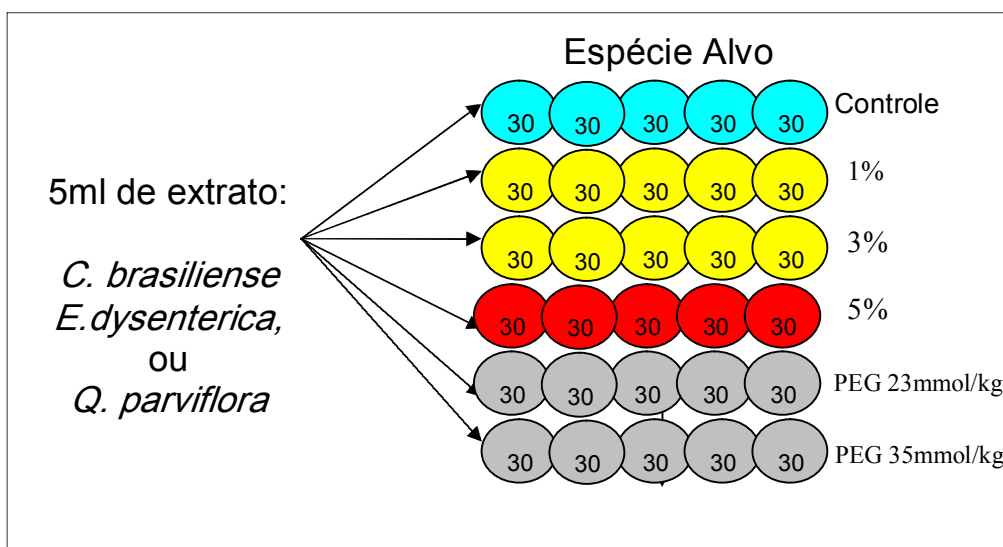 Espécie Alvo
30 30 30 30 30 Controle
30 30 30 30 30 1%
5ml de extrato:
30 30 30 30 30 3%
C. brasiliense
E.dysenterica,
30 30 30 30 30 5%
ou
Q. parviflora
30 30 30 30 30 PEG 23mmol/kg
30 30 30 30 30 PEG 35mmol/kg